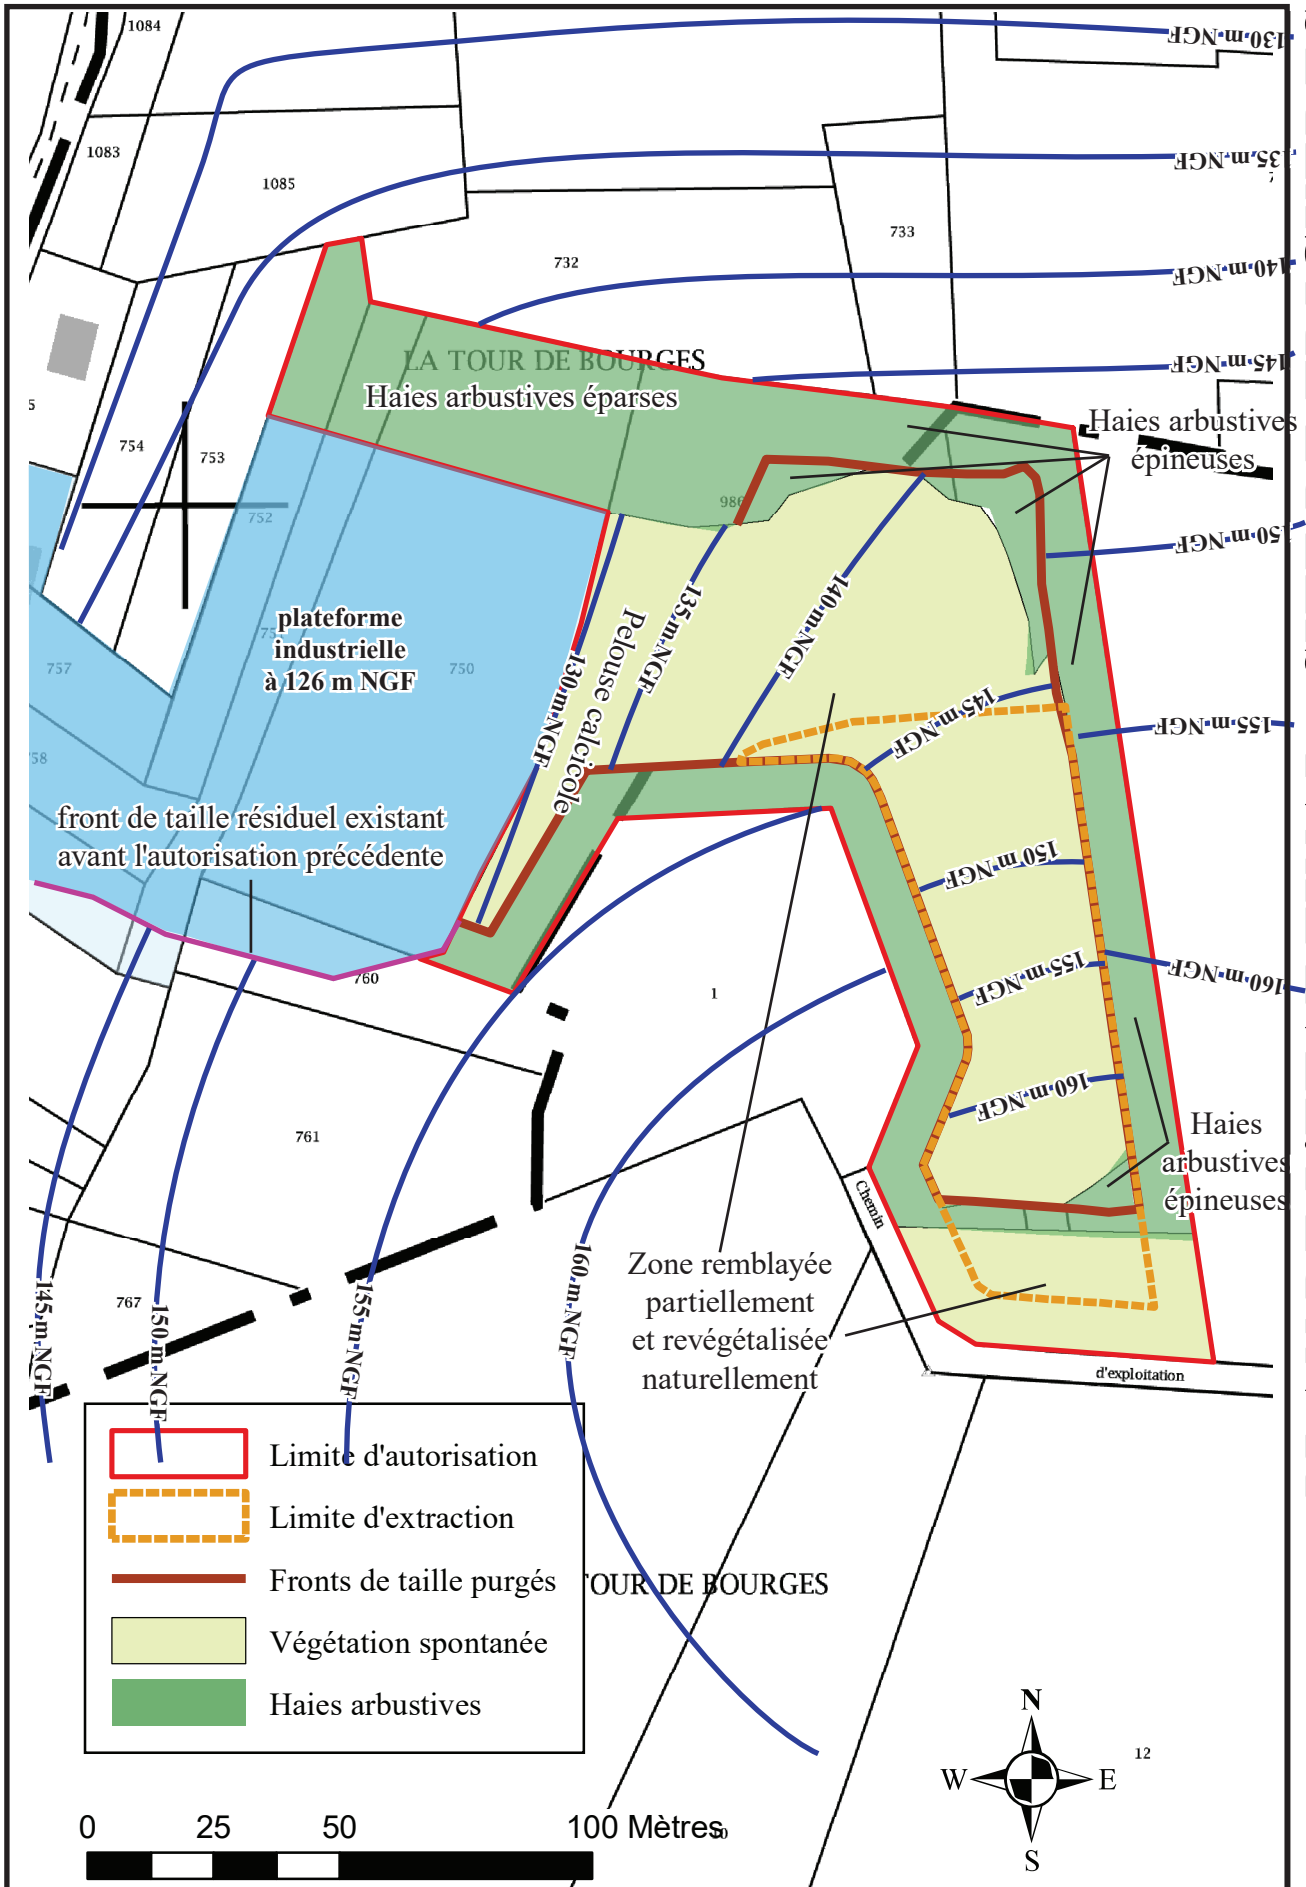 1084
130 m NGF
1083
135 m NGF
1085
733
732
140 m NGF
LA TOUR DE BOURGES
145 m NGF
Haies arbustives éparses
Haies arbustives
épineuses
5
754
753
986
752
150 m NGF
130 m NGF
135 m NGF
140 m NGF
Pelouse calcicole
plateforme
industrielle
à 126 m NGF
757
750
145 m NGF
155 m NGF
58
front de taille résiduel existant
avant l'autorisation précédente
150 m NGF
155 m NGF
160 m NGF
760
1
160 m NGF
761
Haies
arbustives
épineuses
Chemin
Zone remblayée
partiellement
et revégétalisée
naturellement
767
145 m NGF
150 m NGF
155 m NGF
160 m NGF
d'exploitation
Limite d'autorisation
Limite d'extraction
Fronts de taille purgés
TOUR DE BOURGES
Végétation spontanée
Haies arbustives
N
W
E
S
12
0 25 50 100 Mètres
10